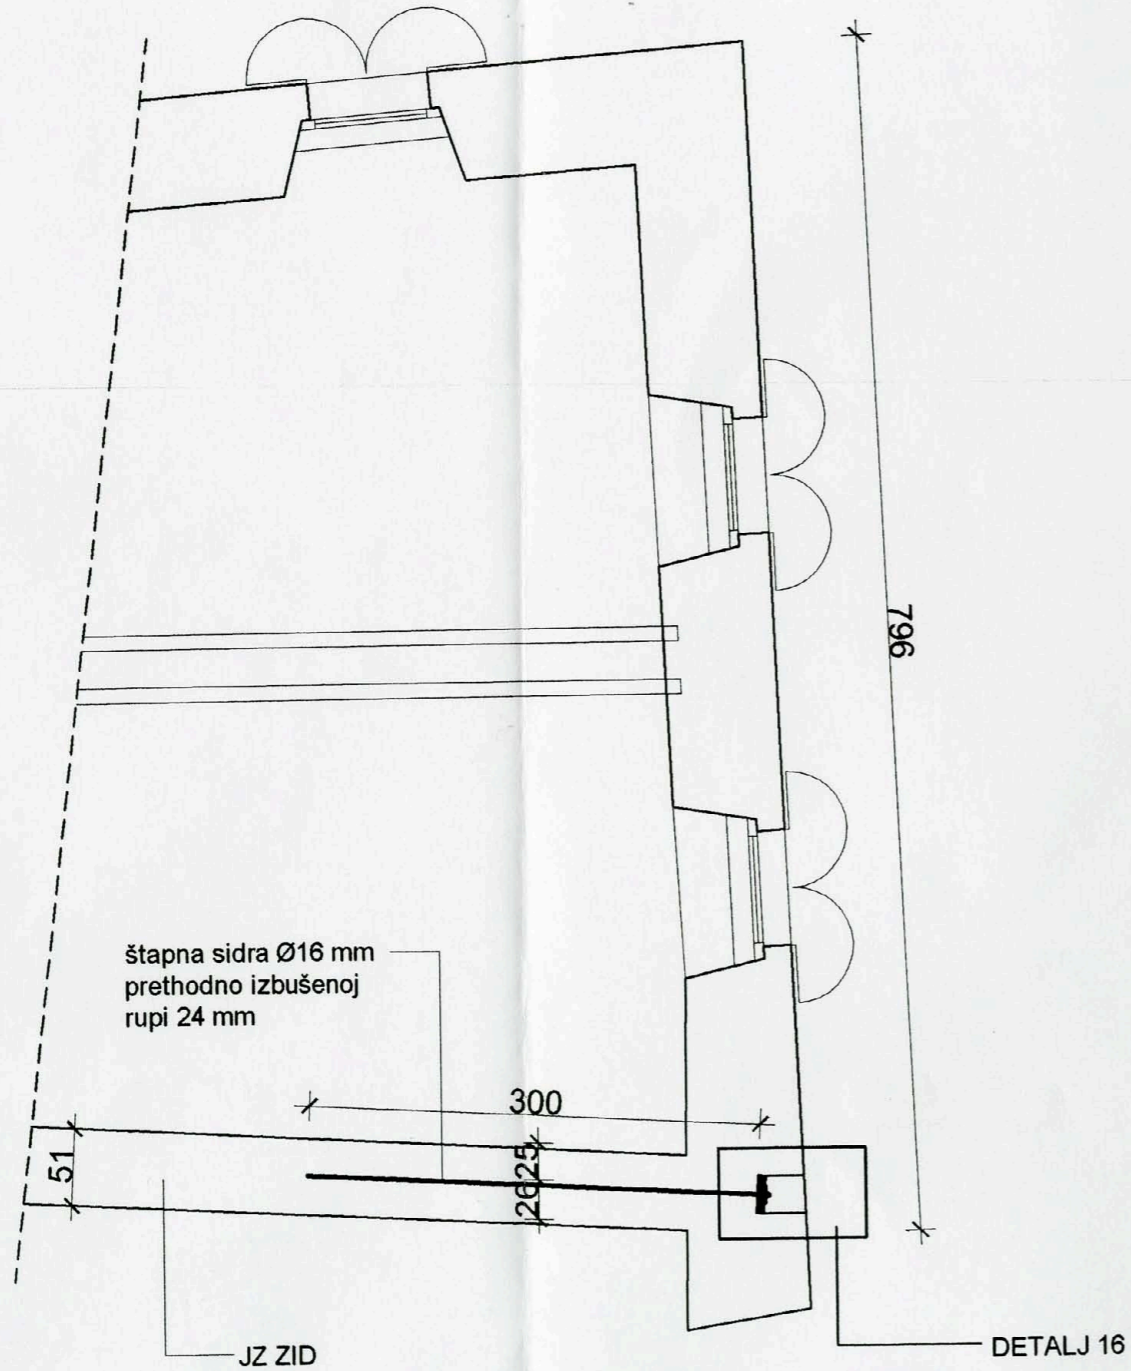 796
štapna sidra Ø16 mm
prethodno izbušenoj
rupi 24 mm
300
51
25
26
JZ ZID
DETALJ 16